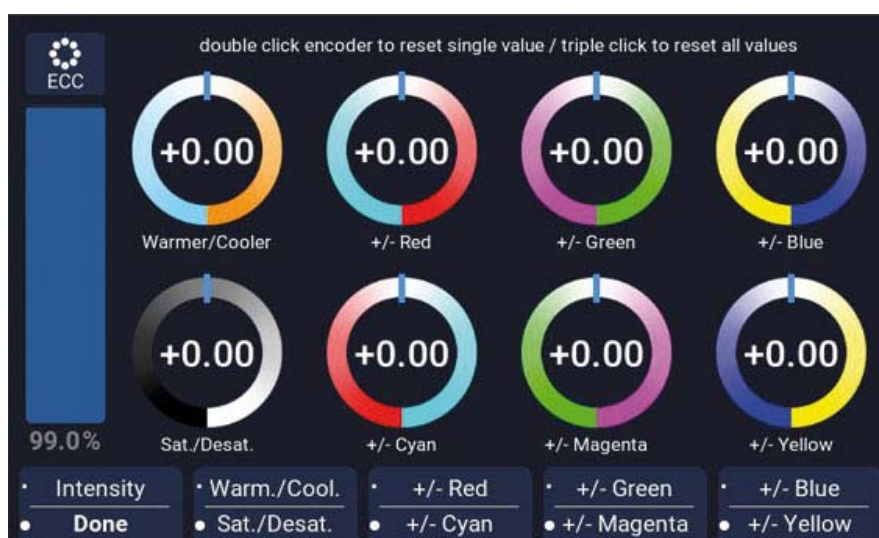 double click encoder to reset single value / triple click to reset all values
ECC
+0.00 +0.00 +0.00 +0.00
Warmer/Cooler +/- Red +/- Green +/- Blue
+0.00 +0.00 +0.00 +0.00
99.0% Sat./Desat. +/- Cyan +/- Magenta +/- Yellow
Intensity Warm./Cool. +/- Red +/- Green +/- Blue
Done Sat./Desat. +/- Cyan +/- Magenta +/- Yellow